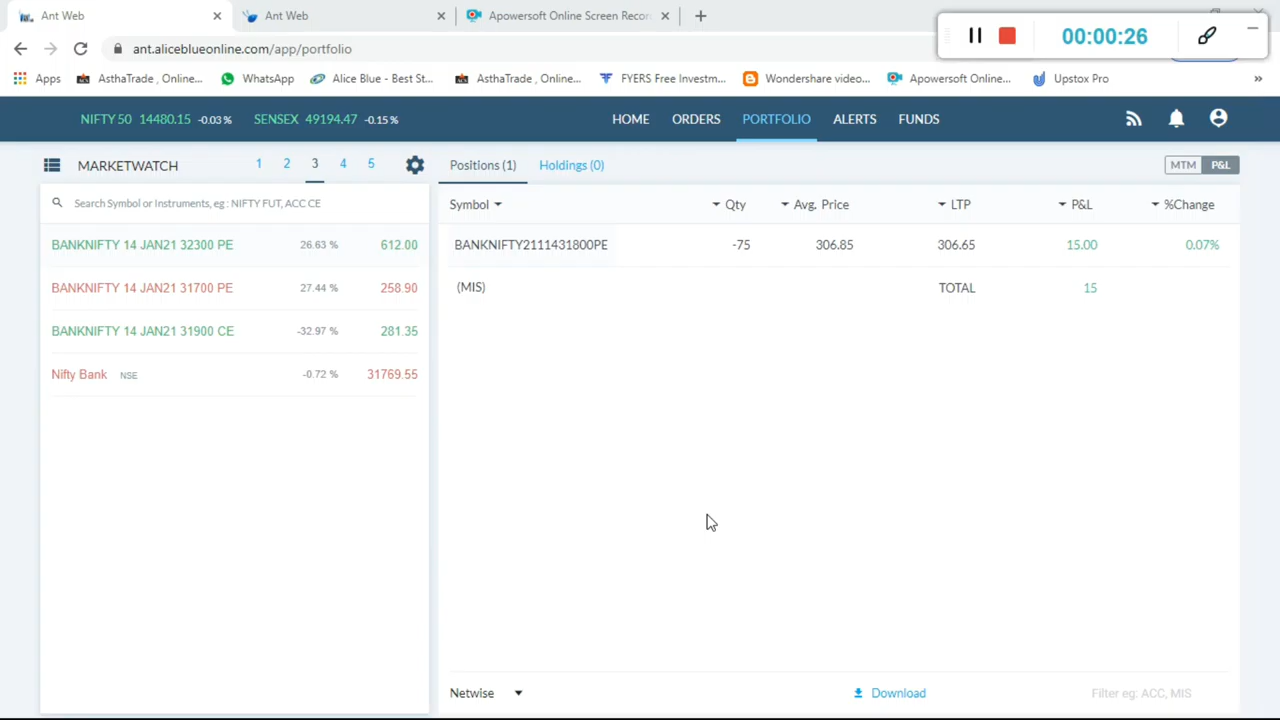 Ant Web
Ant Web
Apowersoft Online Screen Recor
00:00:26
ant.aliceblueonline.com/app/portfolio
Apps
AsthaTrade , Online...
WhatsApp
Alice Blue - Best St...
AsthaTrade , Online...
FYERS Free Investm...
Wondershare video...
Apowersoft Online...
Upstox Pro
»
NIFTY 50 14480.15 -0.03 %
SENSEX 49194.47 -0.15 %
HOME
ORDERS
PORTFOLIO
ALERTS
FUNDS
MARKETWATCH
1 2 3 4 5
Positions (1)
Holdings (0)
MTM P&L
Search Symbol or Instruments, eg : NIFTY FUT, ACC CE
BANKNIFTY 14 JAN21 32300 PE 26.63 % 612.00
BANKNIFTY 14 JAN21 31700 PE 27.44 % 258.90
BANKNIFTY 14 JAN21 31900 CE -32.97 % 281.35
Nifty Bank NSE -0.72 % 31769.55
Symbol Qty Avg. Price LTP P&L %Change
BANKNIFTY2111431800PE -75 306.85 306.65 15.00 0.07%
(MIS) TOTAL 15
Netwise
Download
Filter eg: ACC, MIS